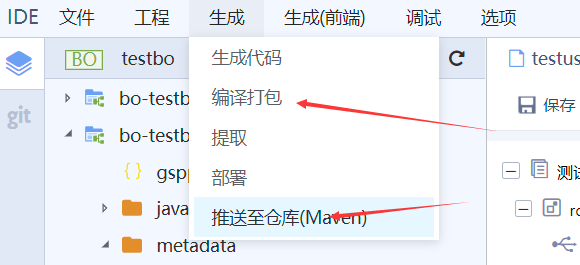 IDE 文件 工程 生成 生成(前端) 调试 选项
BO testbo
testus
bo-testb
生成代码
编译打包
保存
bo-testb
提取
gspp
部署
测试
java
推送至仓库(Maven)
ro
metadata
git